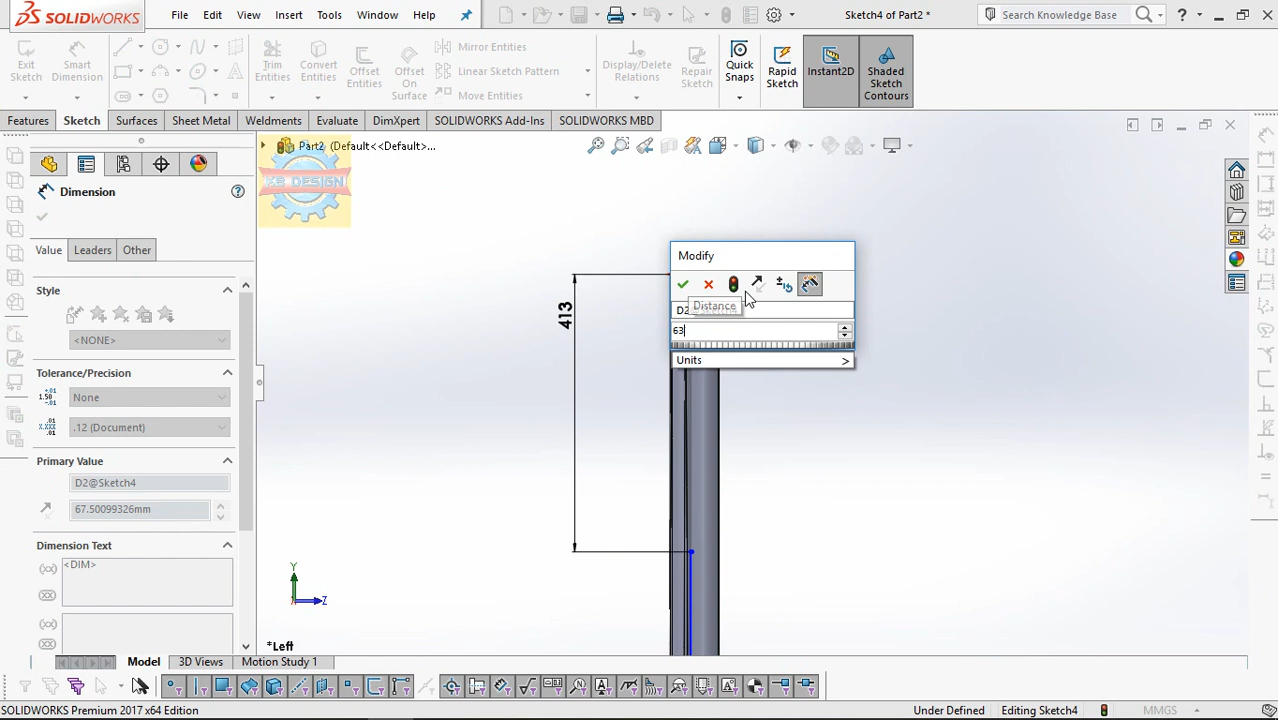 SOLIDWORKS
File Edit View Insert Tools Window Help
Sketch4 of Part2 *
Search Knowledge Base
?
Exit Sketch
Smart Dimension
Trim Entities
Convert Entities
Offset Entities
Offset On Surface
Mirror Entities
Linear Sketch Pattern
Move Entities
Display/Delete Relations
Repair Sketch
Quick Snaps
Rapid Sketch
Instant2D
Shaded Sketch Contours
Features Sketch Surfaces Sheet Metal Weldments Evaluate DimXpert SOLIDWORKS Add-Ins SOLIDWORKS MBD
Part2 (Default<<Default>...
DESIGN
Dimension
Value Leaders Other
Style
<NONE>
Tolerance/Precision
None
.12 (Document)
Primary Value
D2@Sketch4
67.50099326mm
Dimension Text
<DIM>
Modify
Distance
63
Units >
413
Y
Z
*Left
Model 3D Views Motion Study 1
SOLIDWORKS Premium 2017 x64 Edition
Under Defined Editing Sketch4 MMGS